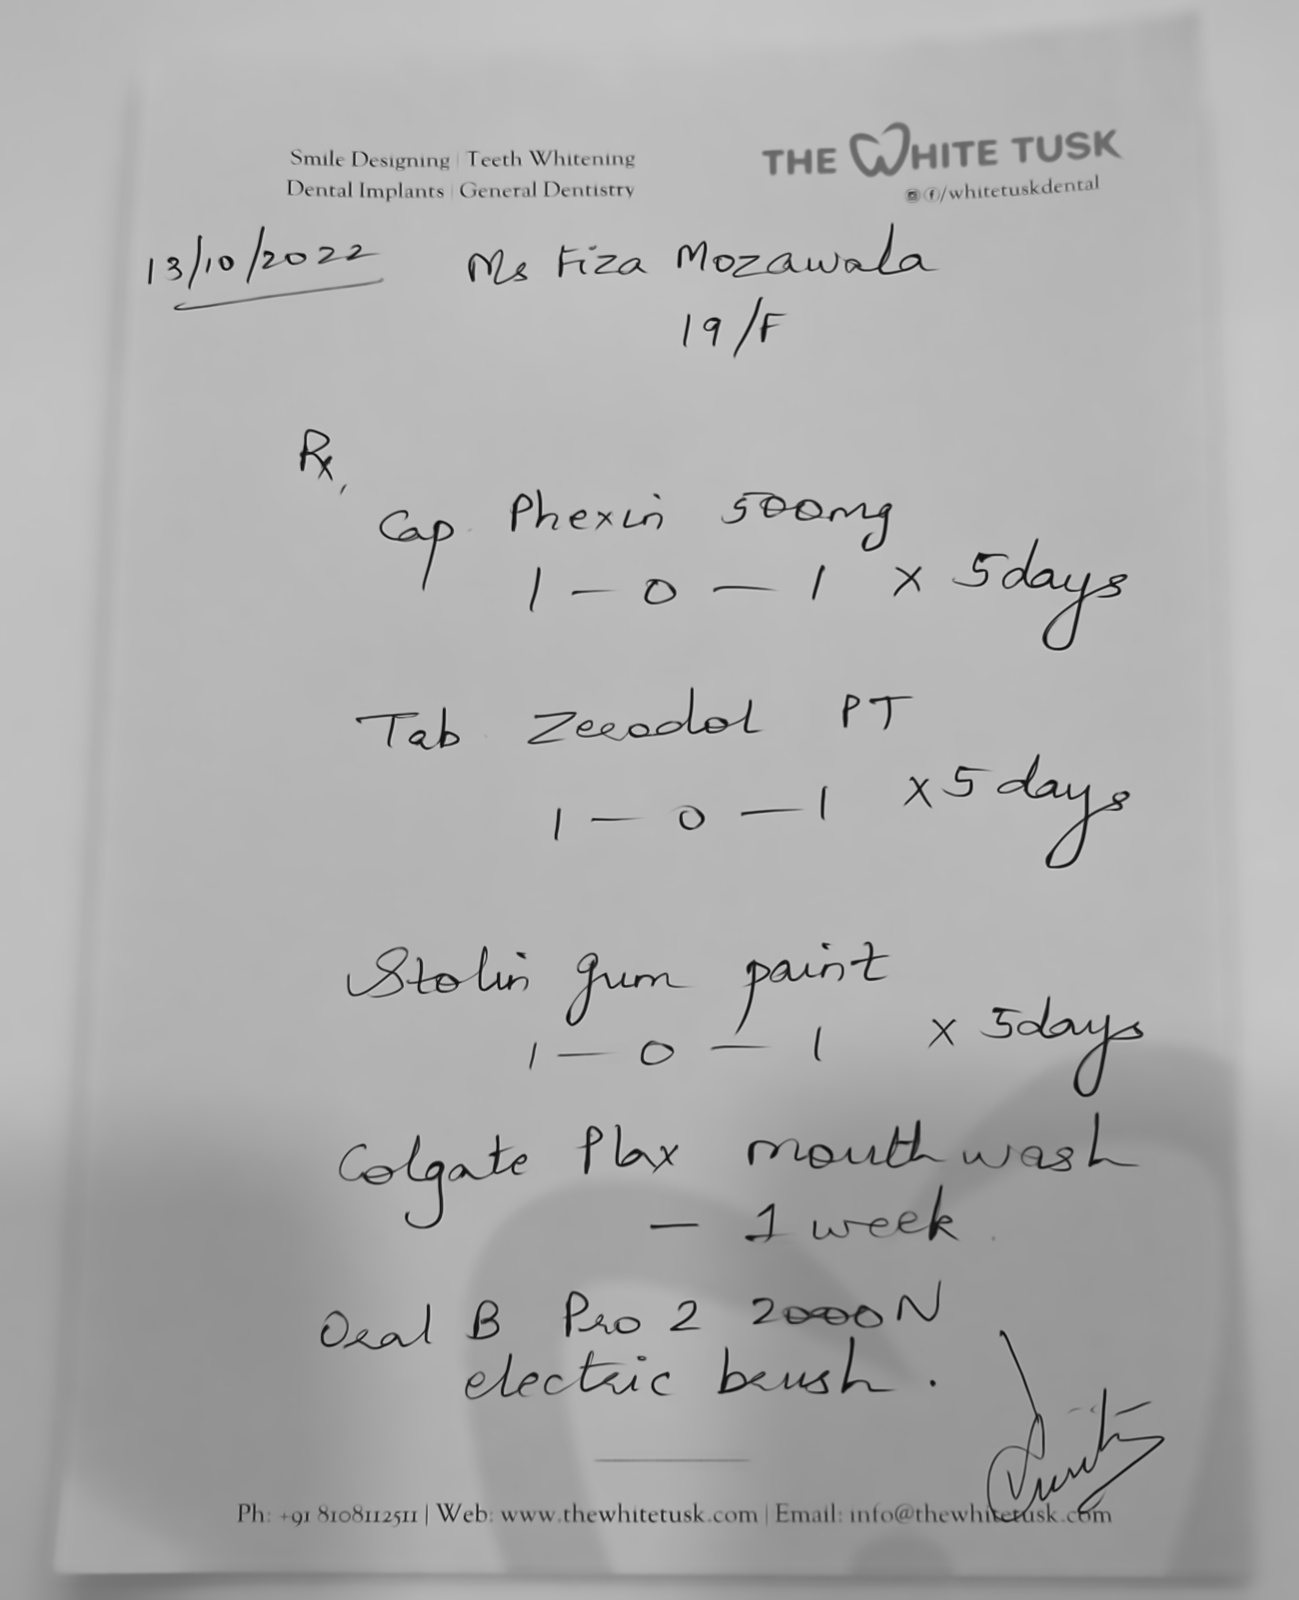 Smile Designing | Teeth Whitening
Dental Implants | General Dentistry
THE WHITE TUSK
/whitetuskdental
13/10/2022 Ms Fiza Mozawala
19/F
Rx,
Cap Phexin 500mg
1 - 0 - 1 x 5days
Tab Zerodol PT
1 - 0 - 1 x 5 days
Stolin gum paint
1 - 0 - 1 x 5days
Colgate Plax mouthwash
- 1 week
Oral B Pro 2 2000N
electric brush.
Ph: +91 8108112511 | Web: www.thewhitetusk.com | Email: info@thewhitetusk.com